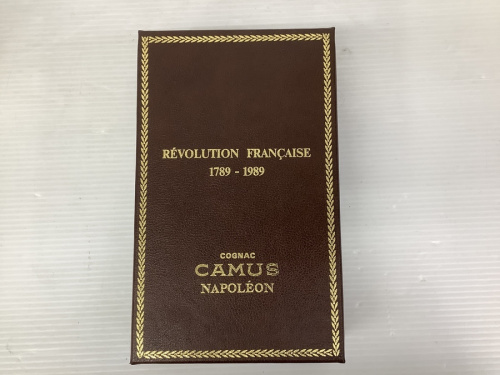 RÉVOLUTION FRANÇAISE
1789 - 1989
COGNAC
CAMUS
NAPOLÉON